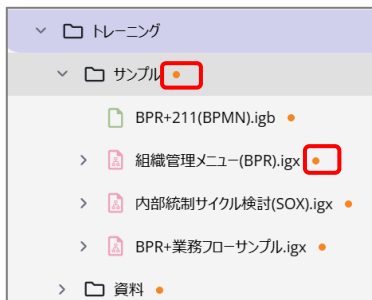 トレーニング
サンプル
BPR+211(BPMN).igb
組織管理メニュー(BPR).igx
内部統制サイクル検討(SOX).igx
BPR+業務フローサンプル.igx
資料